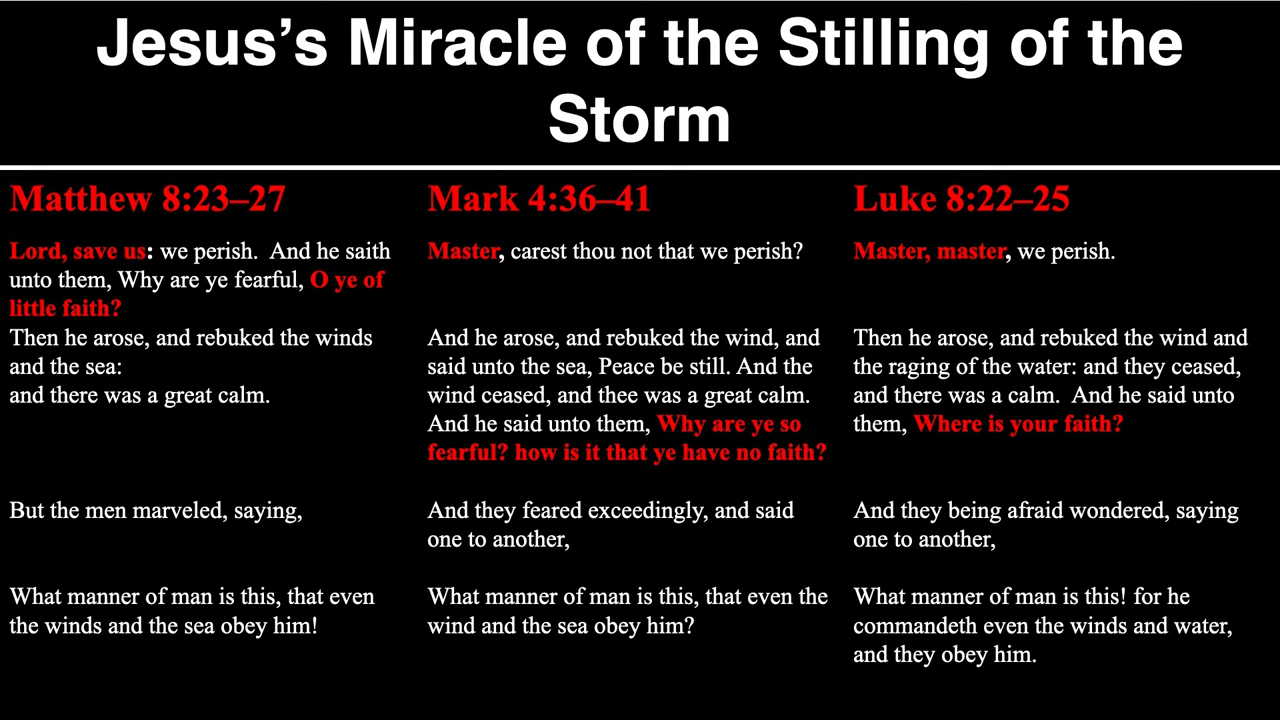 Jesus’s Miracle of the Stilling of the
Storm
Matthew 8:23–27
Lord, save us: we perish.  And he saith
unto them, Why are ye fearful, O ye of
little faith?
Then he arose, and rebuked the winds
and the sea:
and there was a great calm.
But the men marveled, saying,
What manner of man is this, that even
the winds and the sea obey him!
Mark 4:36–41
Master, carest thou not that we perish?
And he arose, and rebuked the wind, and
said unto the sea, Peace be still. And the
wind ceased, and thee was a great calm.
And he said unto them, Why are ye so
fearful? how is it that ye have no faith?
And they feared exceedingly, and said
one to another,
What manner of man is this, that even the
wind and the sea obey him?
Luke 8:22–25
Master, master, we perish.
Then he arose, and rebuked the wind and
the raging of the water: and they ceased,
and there was a calm.  And he said unto
them, Where is your faith?
And they being afraid wondered, saying
one to another,
What manner of man is this! for he
commandeth even the winds and water,
and they obey him.